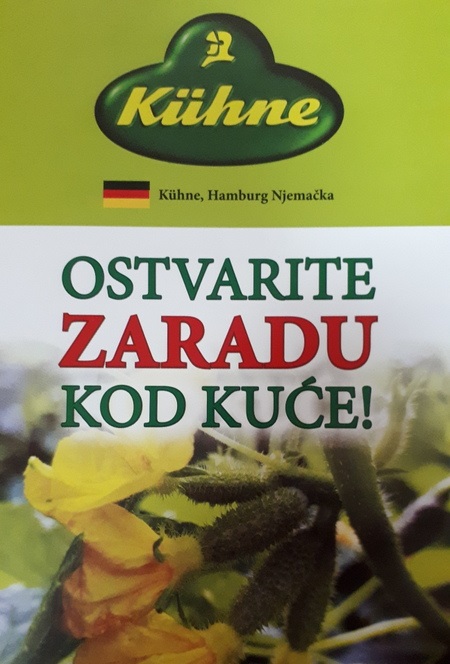 Kühne
Kühne, Hamburg Njemačka
OSTVARITE
ZARADU
KOD KUĆE!